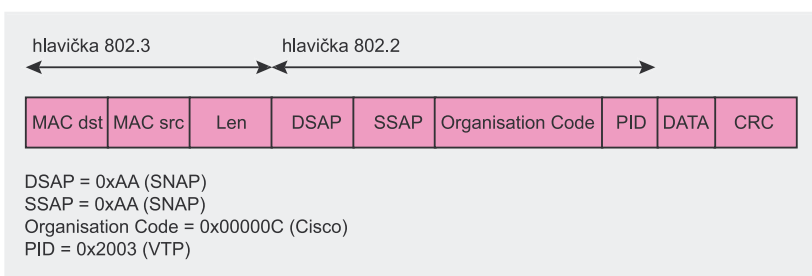 hlavička 802.3 hlavička 802.2
MAC dst MAC src Len DSAP SSAP Organisation Code PID DATA CRC
DSAP = 0xAA (SNAP)
SSAP = 0xAA (SNAP)
Organisation Code = 0x00000C (Cisco)
PID = 0x2003 (VTP)